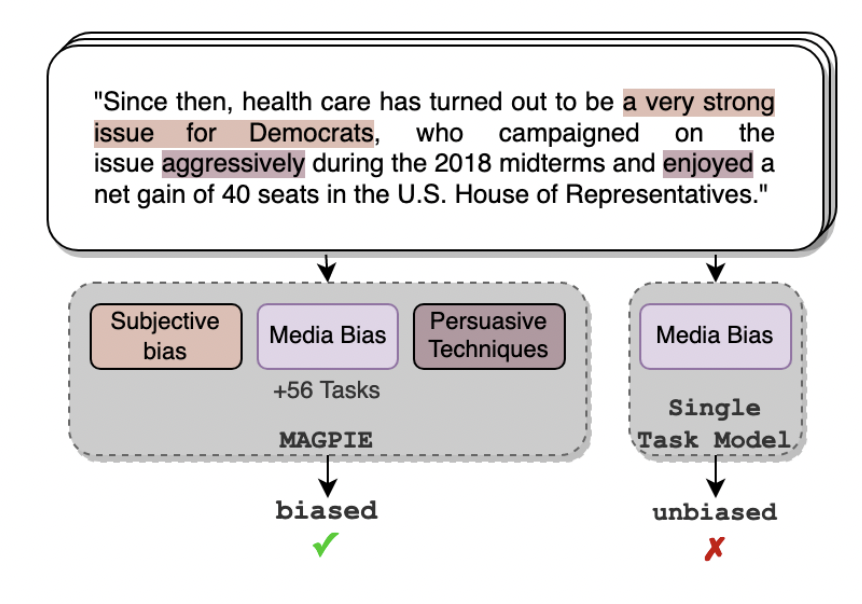 "Since then, health care has turned out to be a very strong
issue for Democrats, who campaigned on the
issue aggressively during the 2018 midterms and enjoyed a
net gain of 40 seats in the U.S. House of Representatives."
Subjective
bias
Media Bias
Persuasive
Techniques
+56 Tasks
MAGPIE
biased
✓
Media Bias
Single
Task Model
unbiased
✗